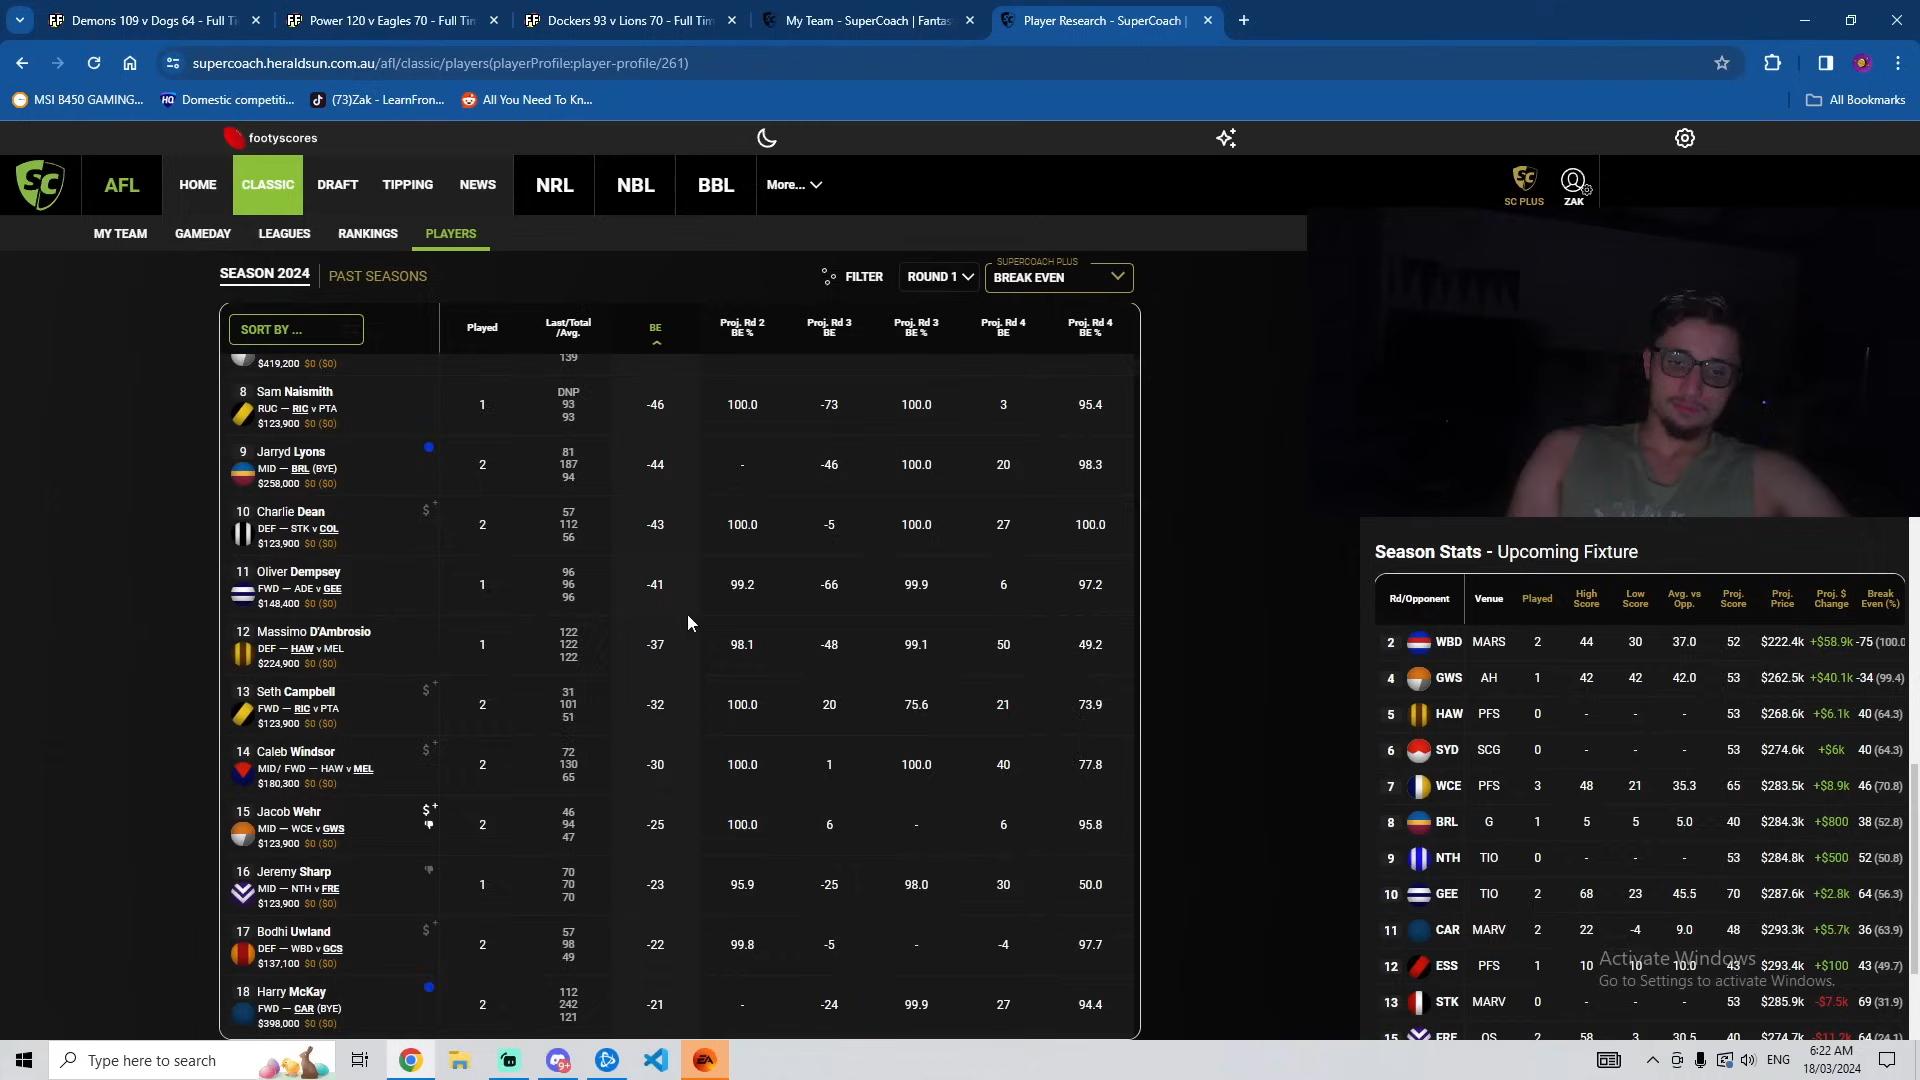 Demons 109 v Dogs 64 - Full Ti
Power 120 v Eagles 70 - Full Tim
Dockers 93 v Lions 70 - Full Tim
My Team - SuperCoach | Fantas
Player Research - SuperCoach |
supercoach.heraldsun.com.au/afl/classic/players(playerProfile:player-profile/261)
MSI B450 GAMING...
Domestic competiti...
(73)Zak - LearnFron...
All You Need To Kn...
All Bookmarks
footyscores
SC
AFL
HOME
CLASSIC
DRAFT
TIPPING
NEWS
NRL
NBL
BBL
More...
SC PLUS
ZAK
MY TEAM
GAMEDAY
LEAGUES
RANKINGS
PLAYERS
SEASON 2024
PAST SEASONS
FILTER
ROUND 1
SUPERCOACH PLUS
BREAK EVEN
SORT BY ...
Played
Last/Total
/Avg.
BE
Proj. Rd 2
BE %
Proj. Rd 3
BE
Proj. Rd 3
BE %
Proj. Rd 4
BE
Proj. Rd 4
BE %
$419,200 $0 ($0)
139
8 Sam Naismith
RUC — RIC v PTA
$123,900 $0 ($0)
1
DNP
93
93
-46
100.0
-73
100.0
3
95.4
9 Jarryd Lyons
MID — BRL (BYE)
$258,000 $0 ($0)
2
81
187
94
-44
-
-46
100.0
20
98.3
10 Charlie Dean
DEF — STK v COL
$123,900 $0 ($0)
$+
2
57
112
56
-43
100.0
-5
100.0
27
100.0
11 Oliver Dempsey
FWD — ADE v GEE
$148,400 $0 ($0)
1
96
96
96
-41
99.2
-66
99.9
6
97.2
12 Massimo D'Ambrosio
DEF — HAW v MEL
$224,900 $0 ($0)
1
122
122
122
-37
98.1
-48
99.1
50
49.2
13 Seth Campbell
FWD — RIC v PTA
$123,900 $0 ($0)
$+
2
31
101
51
-32
100.0
20
75.6
21
73.9
14 Caleb Windsor
MID/ FWD — HAW v MEL
$180,300 $0 ($0)
$+
2
72
130
65
-30
100.0
1
100.0
40
77.8
15 Jacob Wehr
MID — WCE v GWS
$123,900 $0 ($0)
$+
2
46
94
47
-25
100.0
6
-
6
95.8
16 Jeremy Sharp
MID — NTH v FRE
$123,900 $0 ($0)
1
70
70
70
-23
95.9
-25
98.0
30
50.0
17 Bodhi Uwland
DEF — WBD v GCS
$137,100 $0 ($0)
$+
2
57
98
49
-22
99.8
-5
-
-4
97.7
18 Harry McKay
FWD — CAR (BYE)
$398,000 $0 ($0)
2
112
242
121
-21
-
-24
99.9
27
94.4
Season Stats - Upcoming Fixture
Rd/Opponent
Venue
Played
High
Score
Low
Score
Avg. vs
Opp.
Proj.
Score
Proj.
Price
Proj. $
Change
Break
Even (%)
2 WBD MARS 2 44 30 37.0 52 $222.4k +$58.9k -75 (100.0
4 GWS AH 1 42 42 42.0 53 $262.5k +$40.1k -34 (99.4)
5 HAW PFS 0 - - - 53 $268.6k +$6.1k 40 (64.3)
6 SYD SCG 0 - - - 53 $274.6k +$6k 40 (64.3)
7 WCE PFS 3 48 21 35.3 65 $283.5k +$8.9k 46 (70.8)
8 BRL G 1 5 5 5.0 40 $284.3k +$800 38 (52.8)
9 NTH TIO 0 - - - 53 $284.8k +$500 52 (50.8)
10 GEE TIO 2 68 23 45.5 70 $287.6k +$2.8k 64 (56.3)
11 CAR MARV 2 22 -4 9.0 48 $293.3k +$5.7k 36 (63.9)
12 ESS PFS 1 10 10 10.0 43 $293.4k +$100 43 (49.7)
13 STK MARV 0 - - - 53 $285.9k -$7.5k 69 (31.9)
15 FRE OS 2 58 3 30.5 40 $274.7k -$11.2k 64 (24.1)
Activate Windows
Go to Settings to activate Windows.
Type here to search
9+
EA
ENG
6:22 AM
18/03/2024